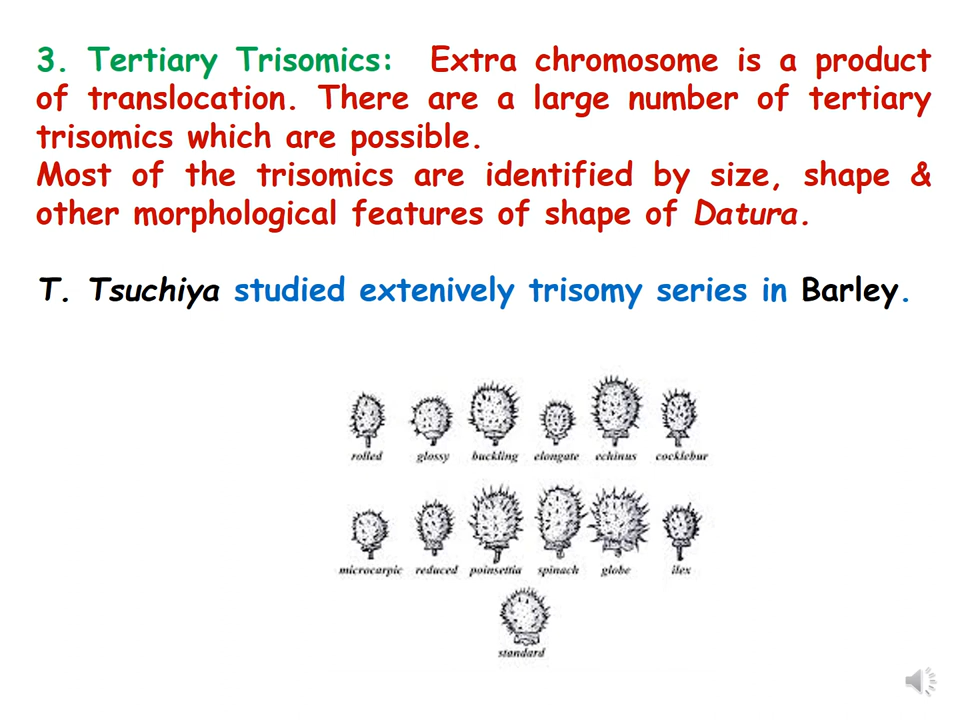 3. Tertiary Trisomics: Extra chromosome is a product
of translocation. There are a large number of tertiary
trisomics which are possible.
Most of the trisomics are identified by size, shape &
other morphological features of shape of Datura.
T. Tsuchiya studied extenively trisomy series in Barley.
rolled glossy buckling elongate echinus cocklebur
microcarpic reduced poinsettia spinach globe ilex
standard